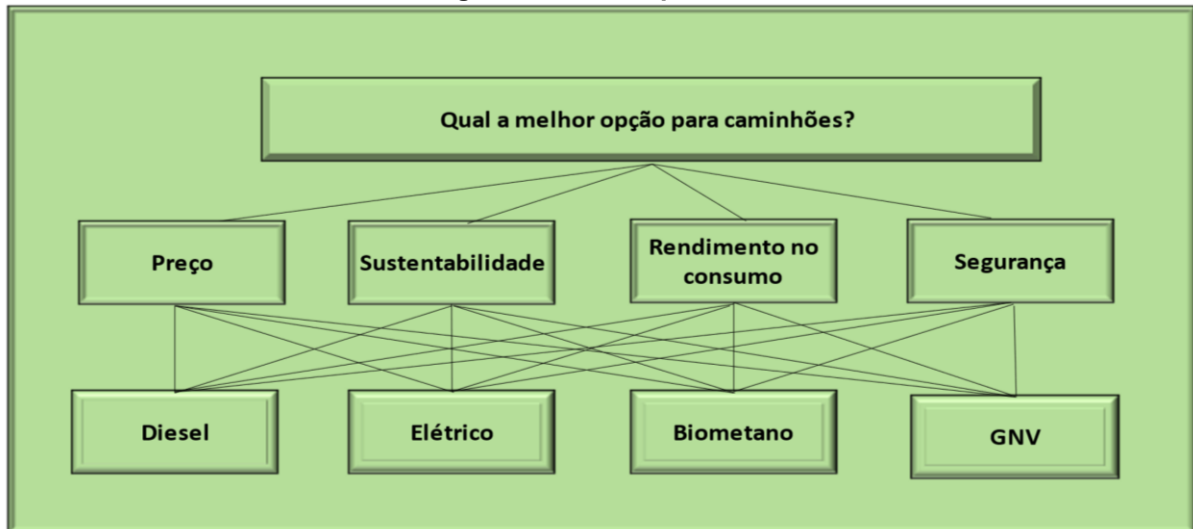 Qual a melhor opção para caminhões?
Preço
Sustentabilidade
Rendimento no
consumo
Segurança
Diesel
Elétrico
Biometano
GNV